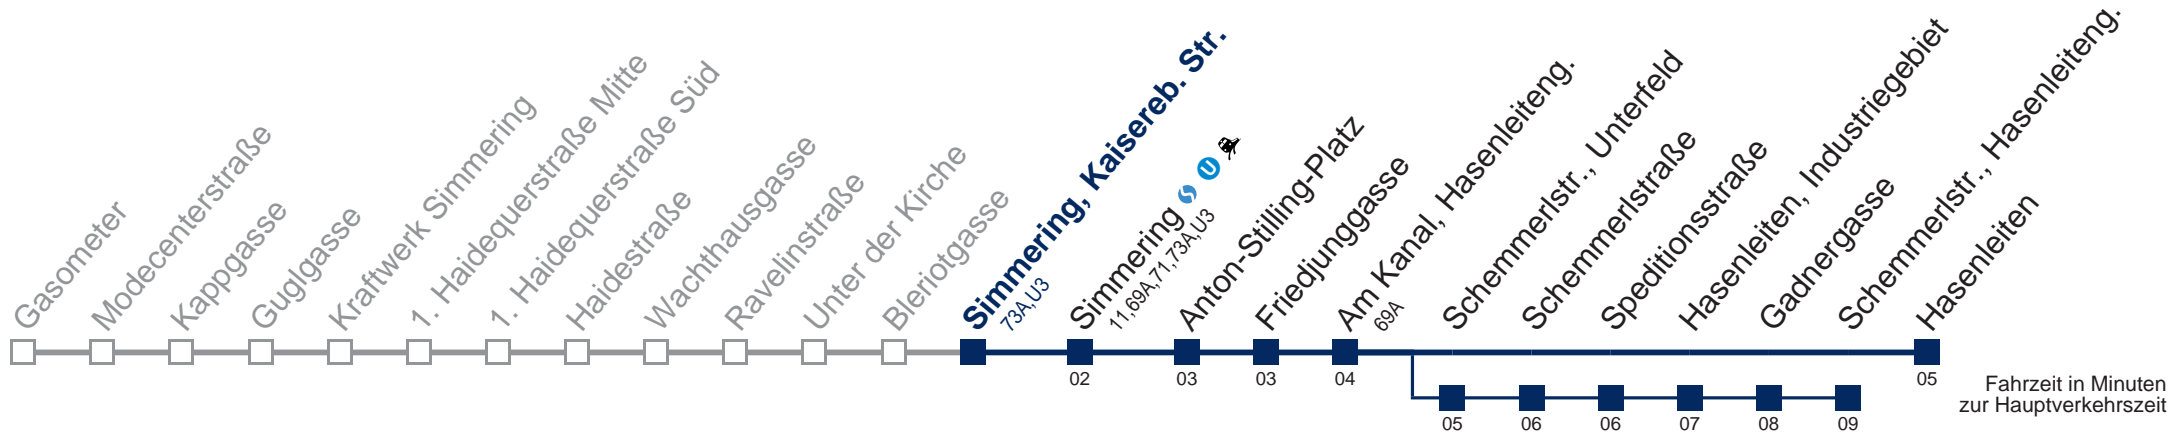 Gasometer
Modecenterstraße
Kappgasse
Guglgasse
Kraftwerk Simmering
1. Haidequerstraße Mitte
1. Haidequerstraße Süd
Haidestraße
Wachthausgasse
Ravelinstraße
Unter der Kirche
Bleriotgasse
Simmering, Kaisereb. Str.
73A,U3
Simmering S U
11,69A,71,73A,U3
Anton-Stilling-Platz
Friedjunggasse
Am Kanal, Hasenleiteng.
69A
Schemmerlstr., Unterfeld
Schemmerlstraße
Speditionsstraße
Hasenleiten, Industriegebiet
Gadnergasse
Schemmerlstr., Hasenleiteng.
Hasenleiten
02
03
03
04
05
05
06
06
07
08
09
Fahrzeit in Minuten
zur Hauptverkehrszeit